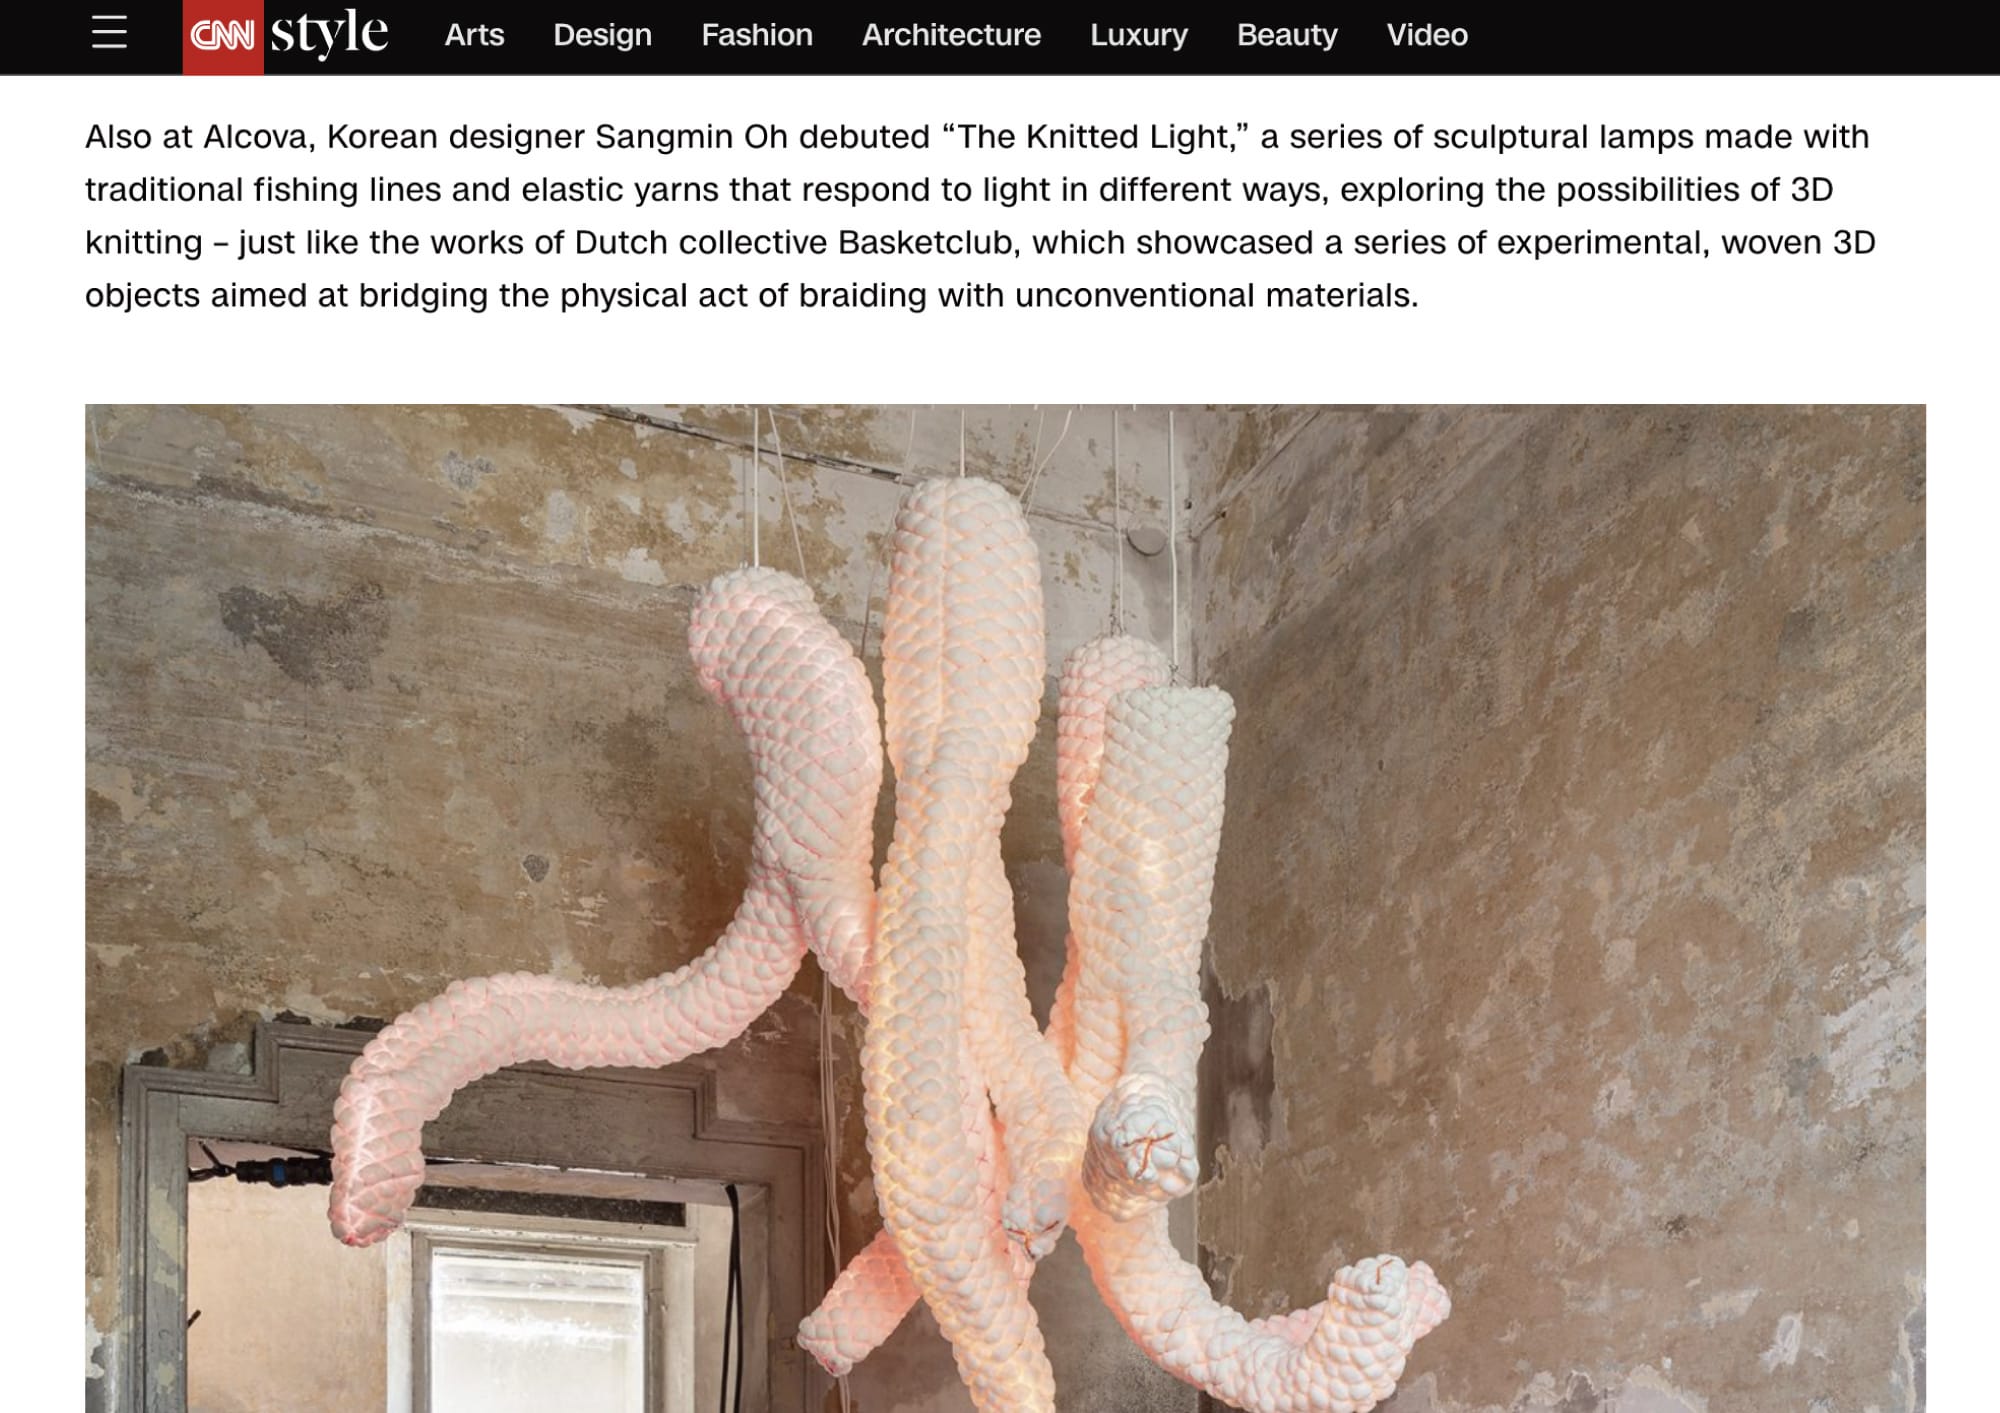 CNN style Arts Design Fashion Architecture Luxury Beauty Video
Also at Alcova, Korean designer Sangmin Oh debuted “The Knitted Light,” a series of sculptural lamps made with
traditional fishing lines and elastic yarns that respond to light in different ways, exploring the possibilities of 3D
knitting – just like the works of Dutch collective Basketclub, which showcased a series of experimental, woven 3D
objects aimed at bridging the physical act of braiding with unconventional materials.